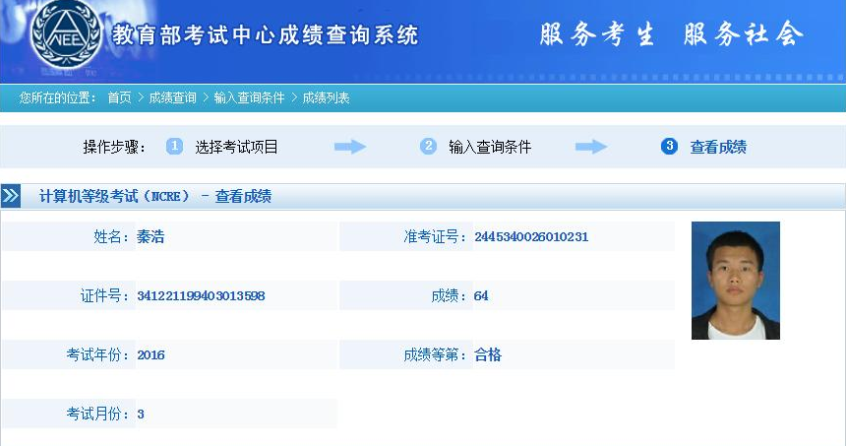 NEEA 教育部考试中心成绩查询系统 服务考生 服务社会
您所在的位置： 首页 > 成绩查询 > 输入查询条件 > 成绩列表
操作步骤： 1 选择考试项目 2 输入查询条件 3 查看成绩
计算机等级考试（NCRE） - 查看成绩
姓名：秦浩 准考证号：2445340026010231
证件号：341221199403013598 成绩：64
考试年份：2016 成绩等第：合格
考试月份：3